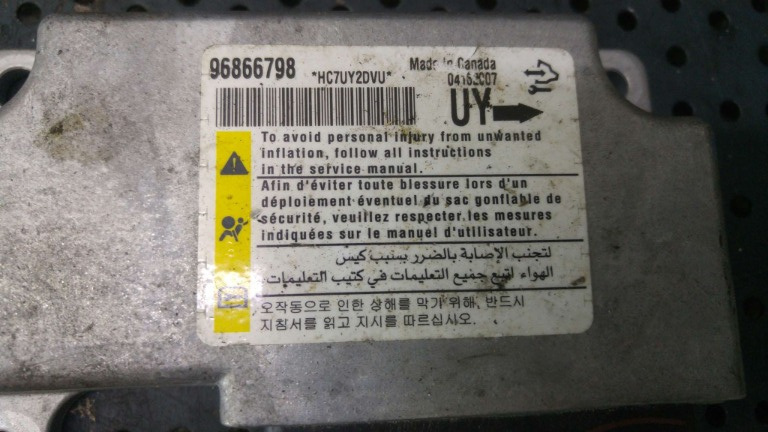 96866798
*HC7UY2DVU*
Made in Canada
UY
To avoid personal injury from unwanted
inflation, follow all instructions
in the service manual.
Afin d'éviter toute blessure lors d'un
déploiement éventuel du sac gonflable de
sécurité, veuillez respecter les mesures
indiquées sur le manuel d'utilisateur.
لتجنب الإصابة بالضرر بسبب كيس
الهواء اتبع جميع التعليمات في كتيب التعليمات.
오작동으로 인한 상해를 막기 위해, 반드시
지침서를 읽고 지시를 따르십시오.